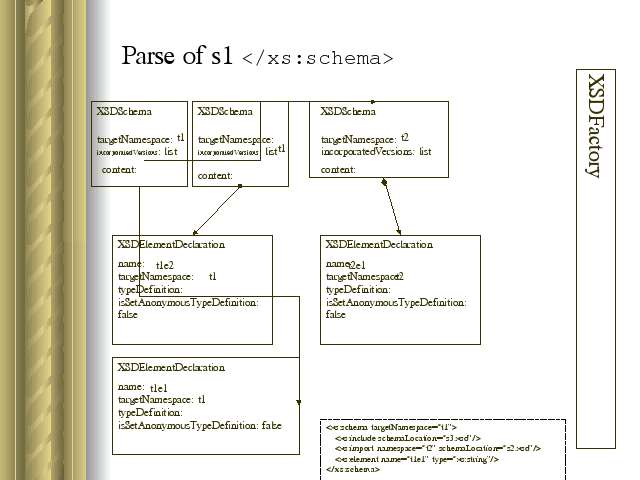 Parse of s1 </xs:schema>
XSDFactory
XSDSchema
targetNamespace: t1
incorporatedVersions: list
content:
XSDSchema
targetNamespace:
incorporatedVersions: list t1
content:
XSDSchema
targetNamespace: t2
incorporatedVersions: list
content:
XSDElementDeclaration
name: t1e2
targetNamespace: t1
typeDefinition:
isSetAnonymousTypeDefinition:
false
XSDElementDeclaration
name: t2e1
targetNamespace: t2
typeDefinition:
isSetAnonymousTypeDefinition:
false
XSDElementDeclaration
name: t1e1
targetNamespace: t1
typeDefinition:
isSetAnonymousTypeDefinition: false
<xs:schema targetNamespace="t1">
<xs:include schemaLocation="s3.xsd"/>
<xs:import namespace="t2" schemaLocation="s2.xsd"/>
<xs:element name="t1e1" type="xs:string"/>
</xs:schema>